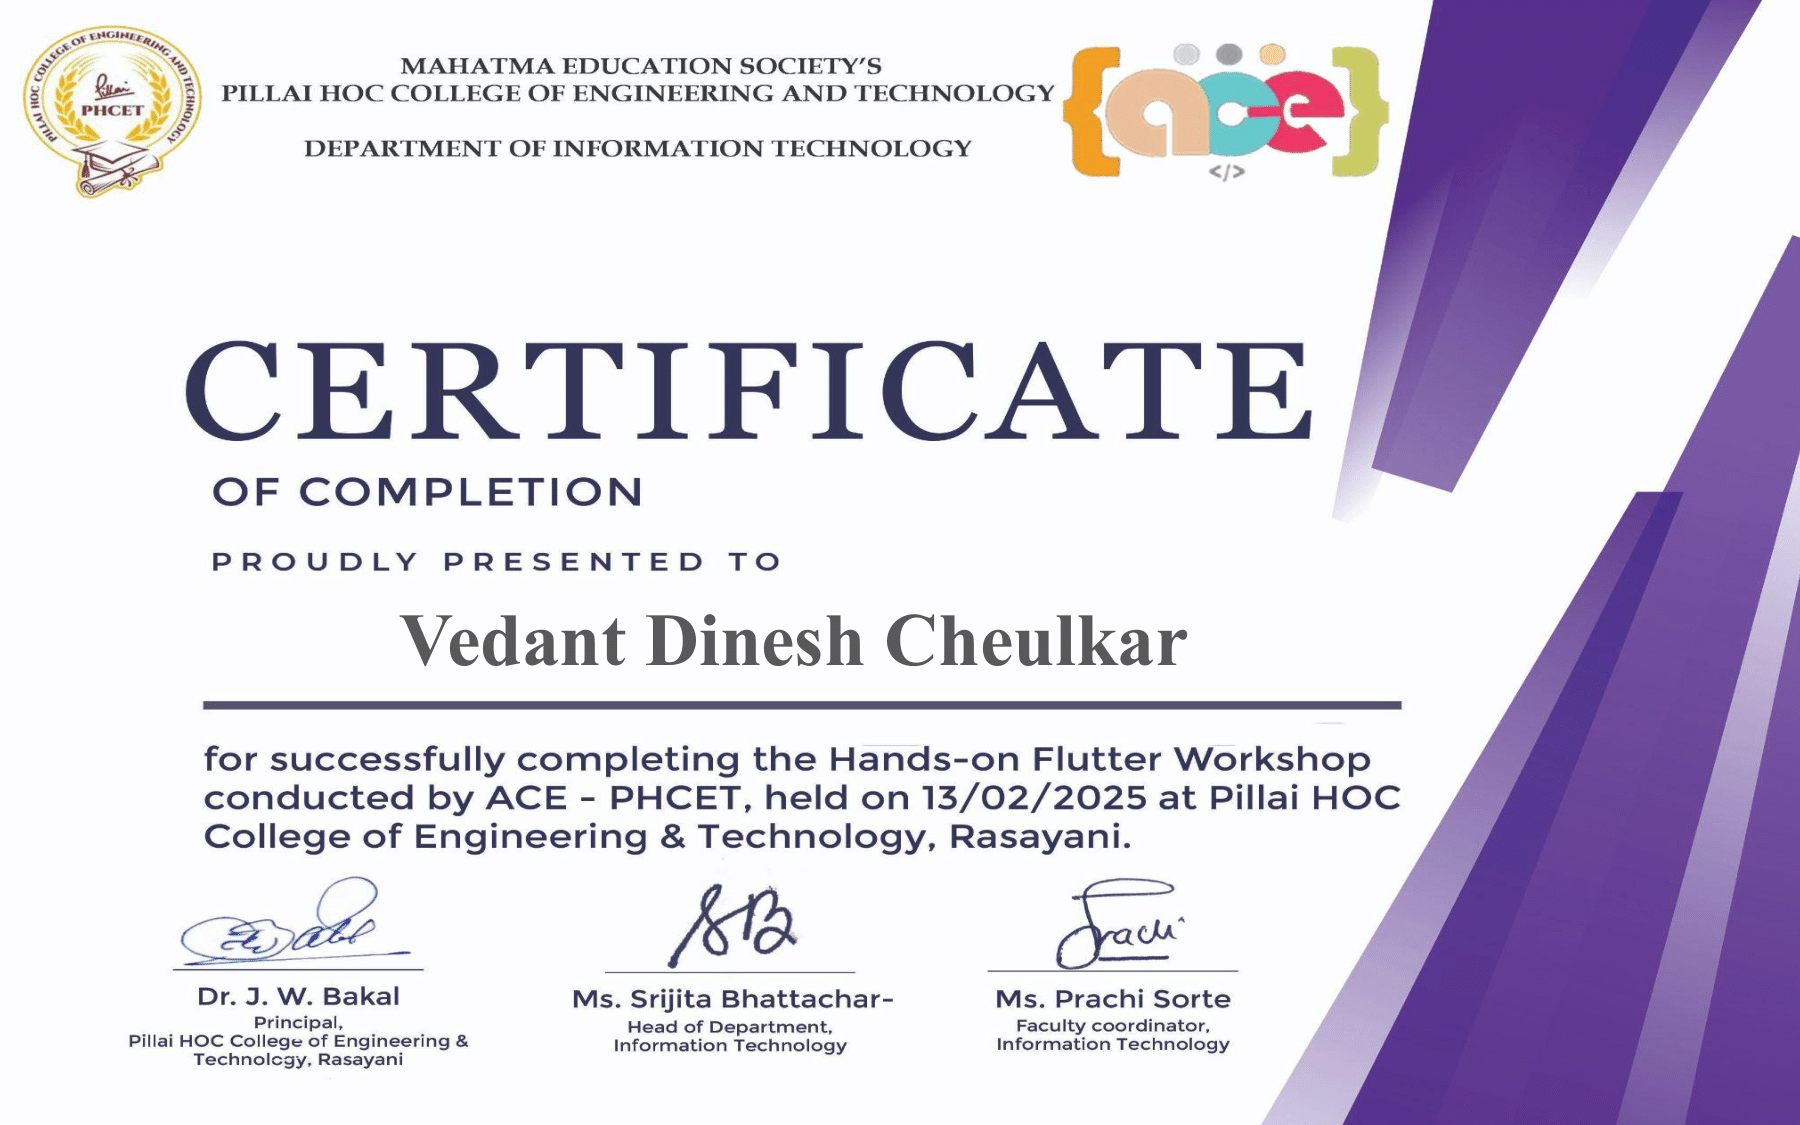 PILLAI HOC COLLEGE OF ENGINEERING AND TECHNOLOGY
Pillai
PHCET
MAHATMA EDUCATION SOCIETY'S
PILLAI HOC COLLEGE OF ENGINEERING AND TECHNOLOGY
DEPARTMENT OF INFORMATION TECHNOLOGY
{ace}
</>
CERTIFICATE
OF COMPLETION
PROUDLY PRESENTED TO
Vedant Dinesh Cheulkar
for successfully completing the Hands-on Flutter Workshop
conducted by ACE - PHCET, held on 13/02/2025 at Pillai HOC
College of Engineering & Technology, Rasayani.
SB
Prachi
Dr. J. W. Bakal
Principal,
Pillai HOC College of Engineering &
Technology, Rasayani
Ms. Srijita Bhattachar-
Head of Department,
Information Technology
Ms. Prachi Sorte
Faculty coordinator,
Information Technology